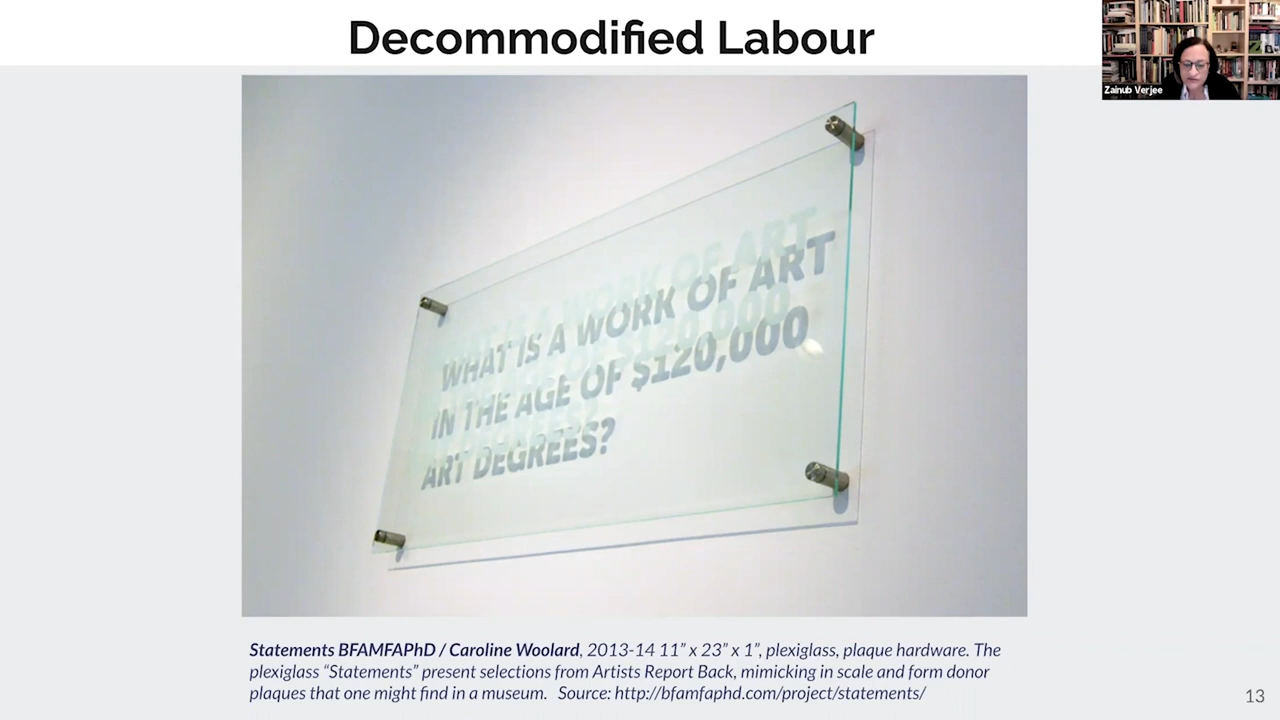 Decommodified Labour
Zainub Verjee
WHAT IS A WORK OF ART
IN THE AGE OF $120,000
ART DEGREES?
Statements BFAMFAPhD / Caroline Woolard, 2013-14 11” x 23” x 1”, plexiglass, plaque hardware. The
plexiglass “Statements” present selections from Artists Report Back, mimicking in scale and form donor
plaques that one might find in a museum. Source: http://bfamfaphd.com/project/statements/
13